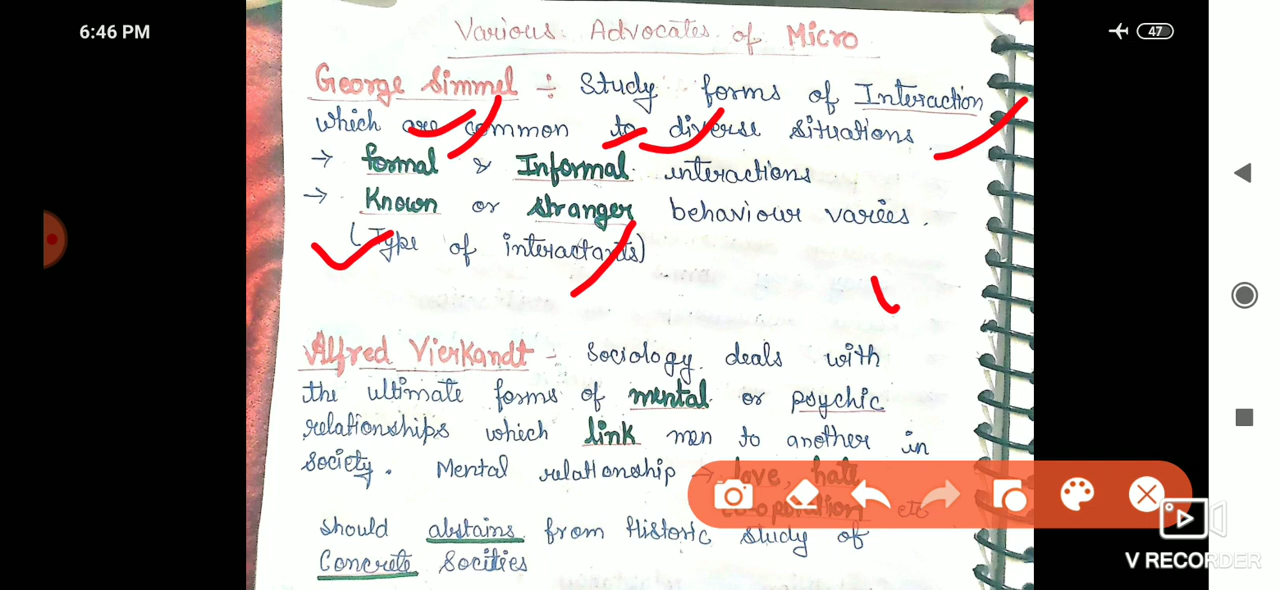 6:46 PM
47
Various Advocates of Micro
George Simmel ÷ Study forms of Interaction
which are common to diverse situations.
→ formal & Informal interactions
→ Known or stranger behaviour varies.
(Type of interactants)
Alfred Vierkandt - Sociology deals with
the ultimate forms of mental or psychic
relationships which link men to another in
society. Mental relationship → love, hate
co-operation etc
should abstains from Historic study of
Concrete Socities
V RECORDER